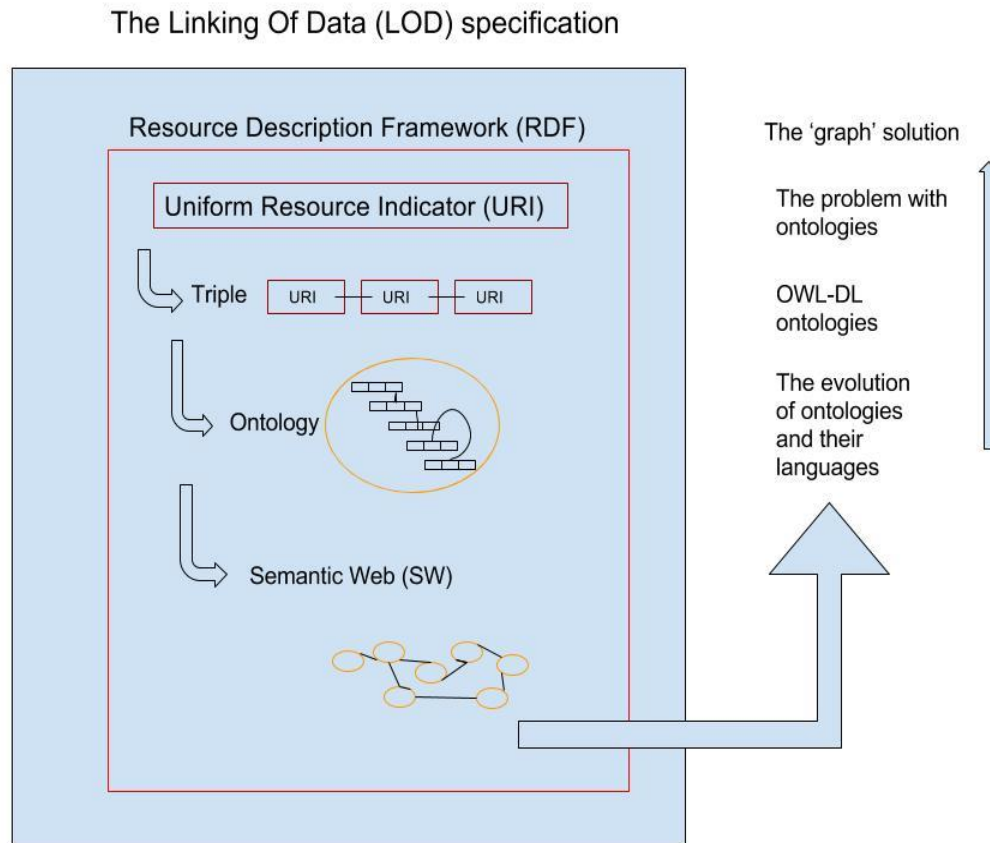 The Linking Of Data (LOD) specification
Resource Description Framework (RDF)
Uniform Resource Indicator (URI)
Triple
URI
URI
URI
Ontology
Semantic Web (SW)
The ‘graph’ solution
The problem with
ontologies
OWL-DL
ontologies
The evolution
of ontologies
and their
languages